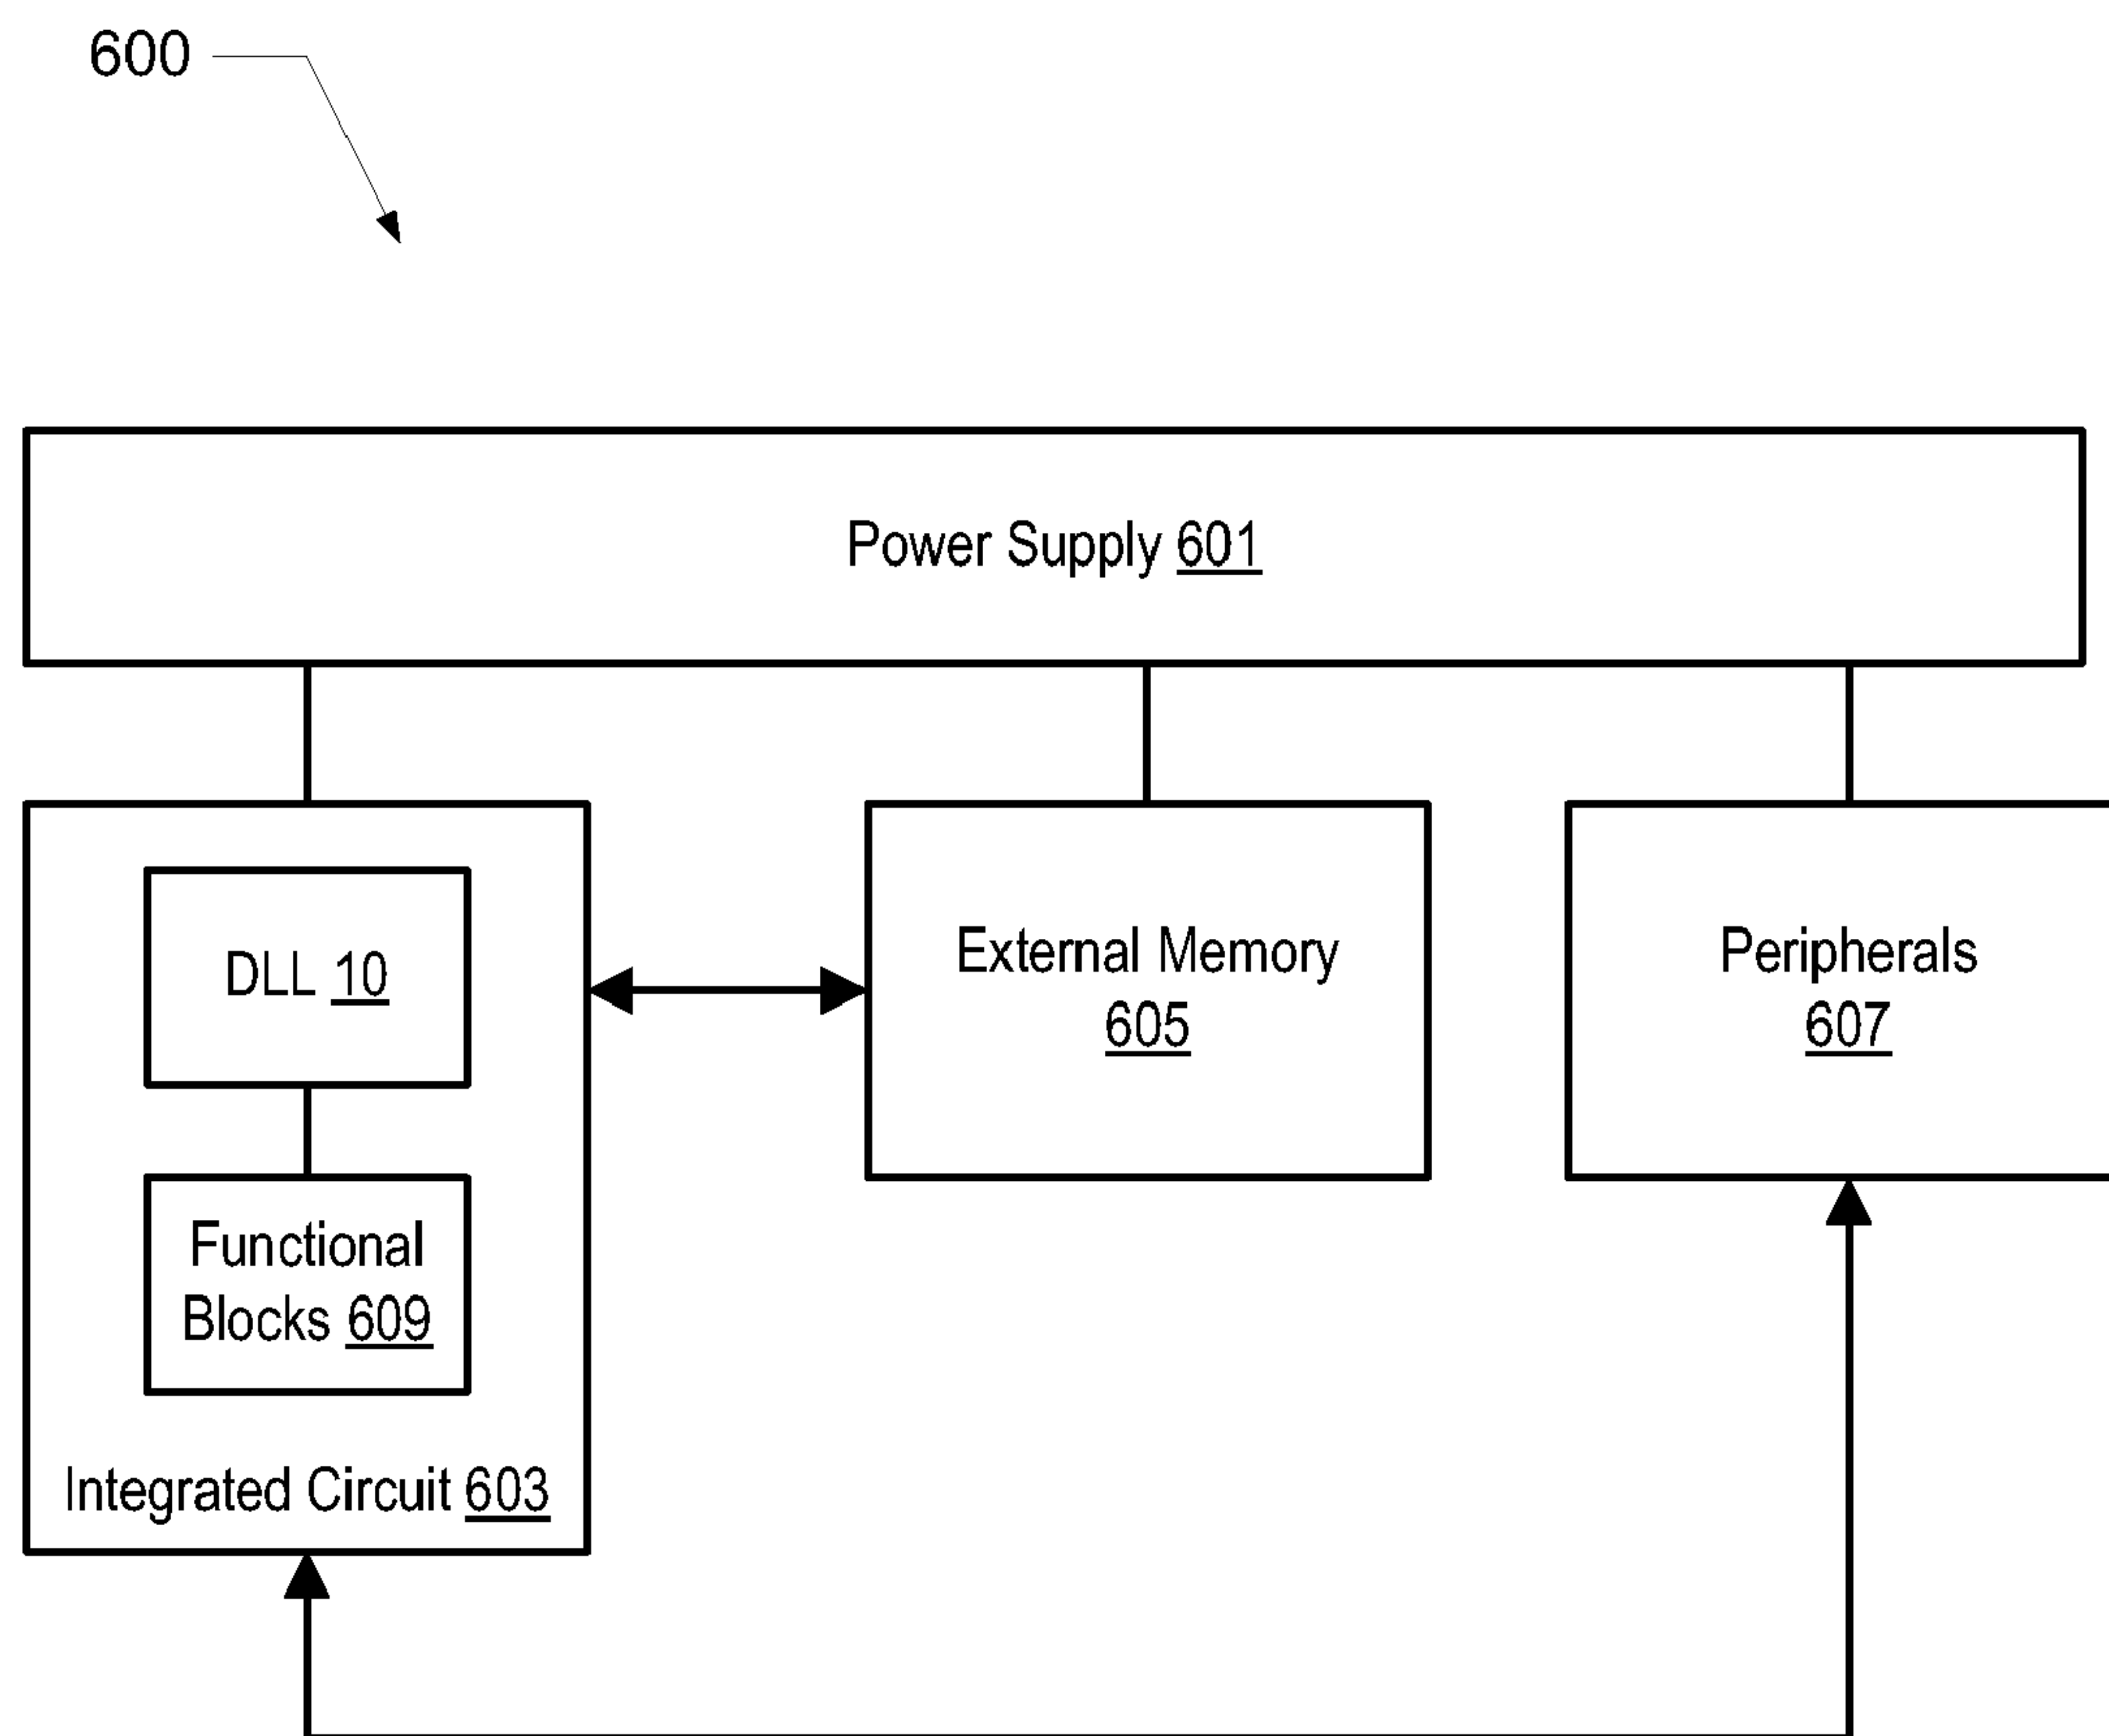 600
Power Supply 601
DLL 10
External Memory
605
Peripherals
607
Functional
Blocks 609
Integrated Circuit 603